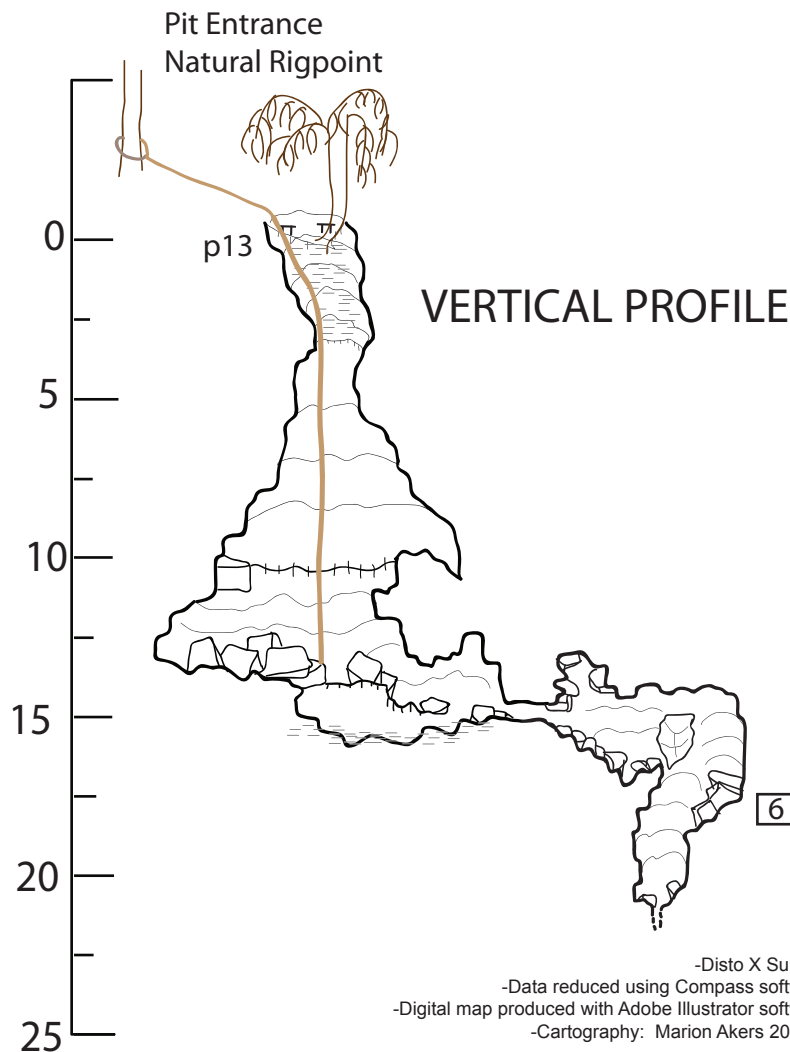 Pit Entrance
Natural Rigpoint
0
p13
VERTICAL PROFILE
5
10
15
6
20
-Disto X Su
-Data reduced using Compass soft
-Digital map produced with Adobe Illustrator soft
-Cartography: Marion Akers 20
25